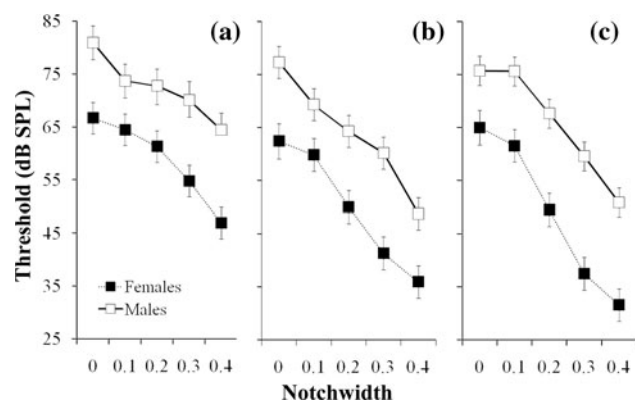 85
75
65
55
45
35
25
Threshold (dB SPL)
(a)
(b)
(c)
Females
Males
0 0.1 0.2 0.3 0.4
0 0.1 0.2 0.3 0.4
0 0.1 0.2 0.3 0.4
Notchwidth